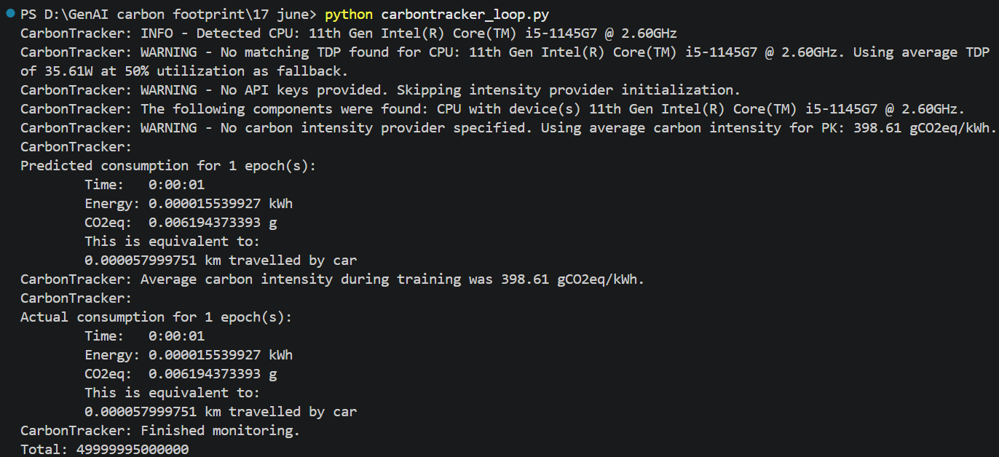 PS D:\GenAI carbon footprint\17 june> python carbontracker_loop.py
CarbonTracker: INFO - Detected CPU: 11th Gen Intel(R) Core(TM) i5-1145G7 @ 2.60GHz
CarbonTracker: WARNING - No matching TDP found for CPU: 11th Gen Intel(R) Core(TM) i5-1145G7 @ 2.60GHz. Using average TDP
of 35.61W at 50% utilization as fallback.
CarbonTracker: WARNING - No API keys provided. Skipping intensity provider initialization.
CarbonTracker: The following components were found: CPU with device(s) 11th Gen Intel(R) Core(TM) i5-1145G7 @ 2.60GHz.
CarbonTracker: WARNING - No carbon intensity provider specified. Using average carbon intensity for PK: 398.61 gCO2eq/kWh.
CarbonTracker:
Predicted consumption for 1 epoch(s):
Time: 0:00:01
Energy: 0.000015539927 kWh
CO2eq: 0.006194373393 g
This is equivalent to:
0.000057999751 km travelled by car
CarbonTracker: Average carbon intensity during training was 398.61 gCO2eq/kWh.
CarbonTracker:
Actual consumption for 1 epoch(s):
Time: 0:00:01
Energy: 0.000015539927 kWh
CO2eq: 0.006194373393 g
This is equivalent to:
0.000057999751 km travelled by car
CarbonTracker: Finished monitoring.
Total: 49999995000000